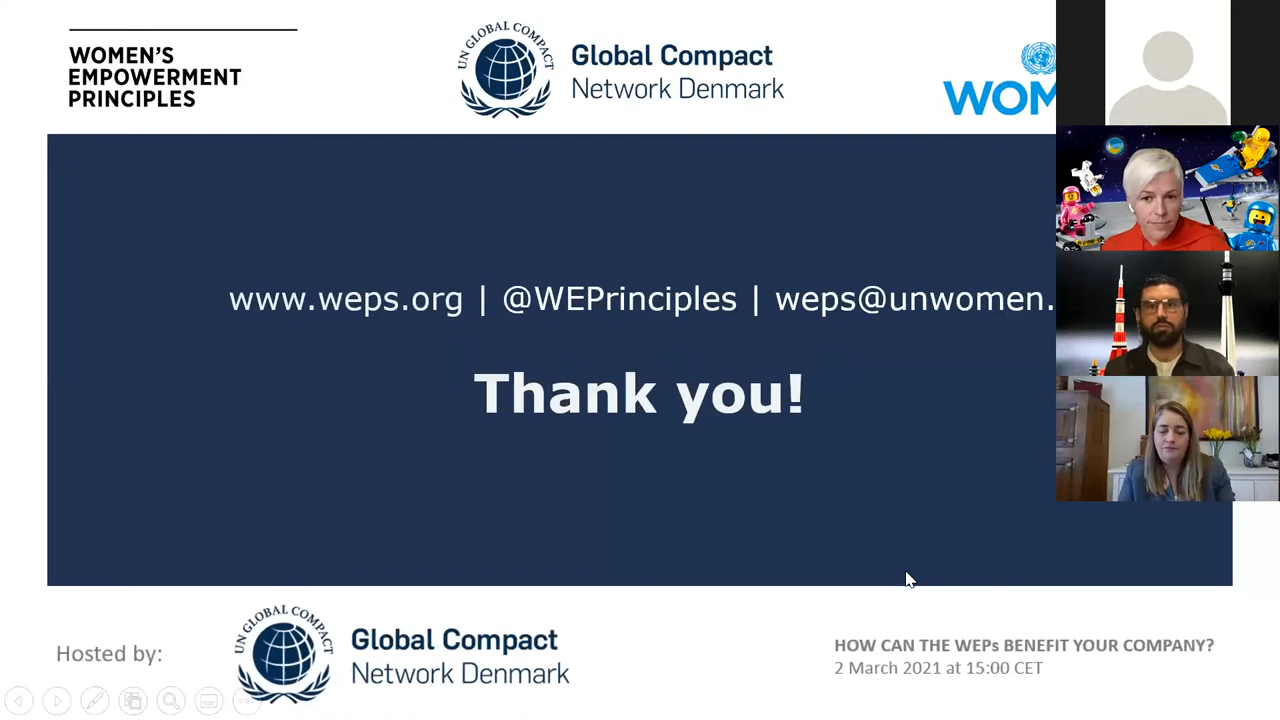 WOMEN'S
EMPOWERMENT
PRINCIPLES
UN GLOBAL COMPACT
Global Compact
Network Denmark
WOM
www.weps.org | @WEPrinciples | weps@unwomen.
Thank you!
Hosted by:
UN GLOBAL COMPACT
Global Compact
Network Denmark
HOW CAN THE WEPs BENEFIT YOUR COMPANY?
2 March 2021 at 15:00 CET